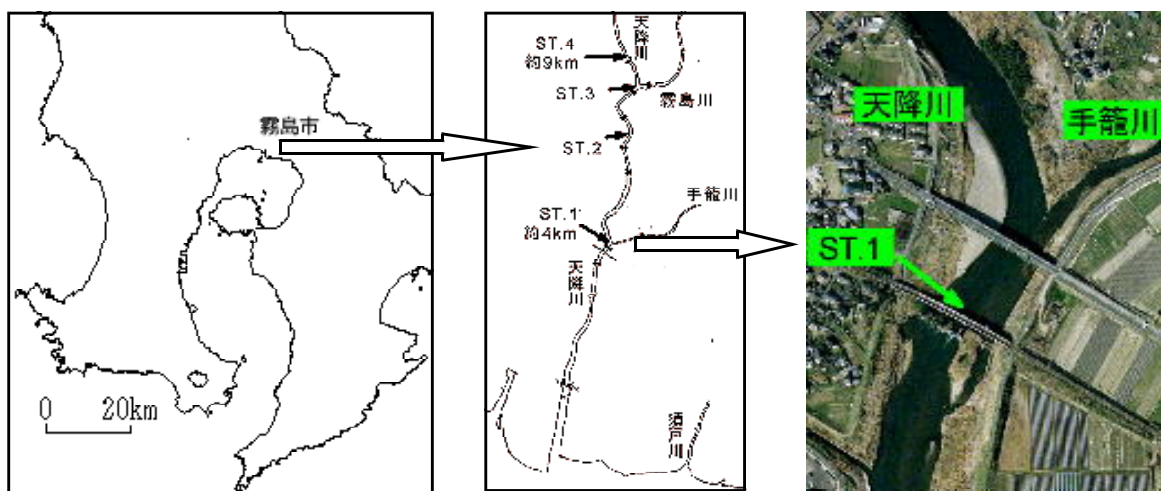 霧島市
0 20km
天降川
ST.4
約9km
ST.3
霧島川
ST.2
手籠川
ST.1
約4km
天降川
須戸川
天降川
手籠川
ST.1